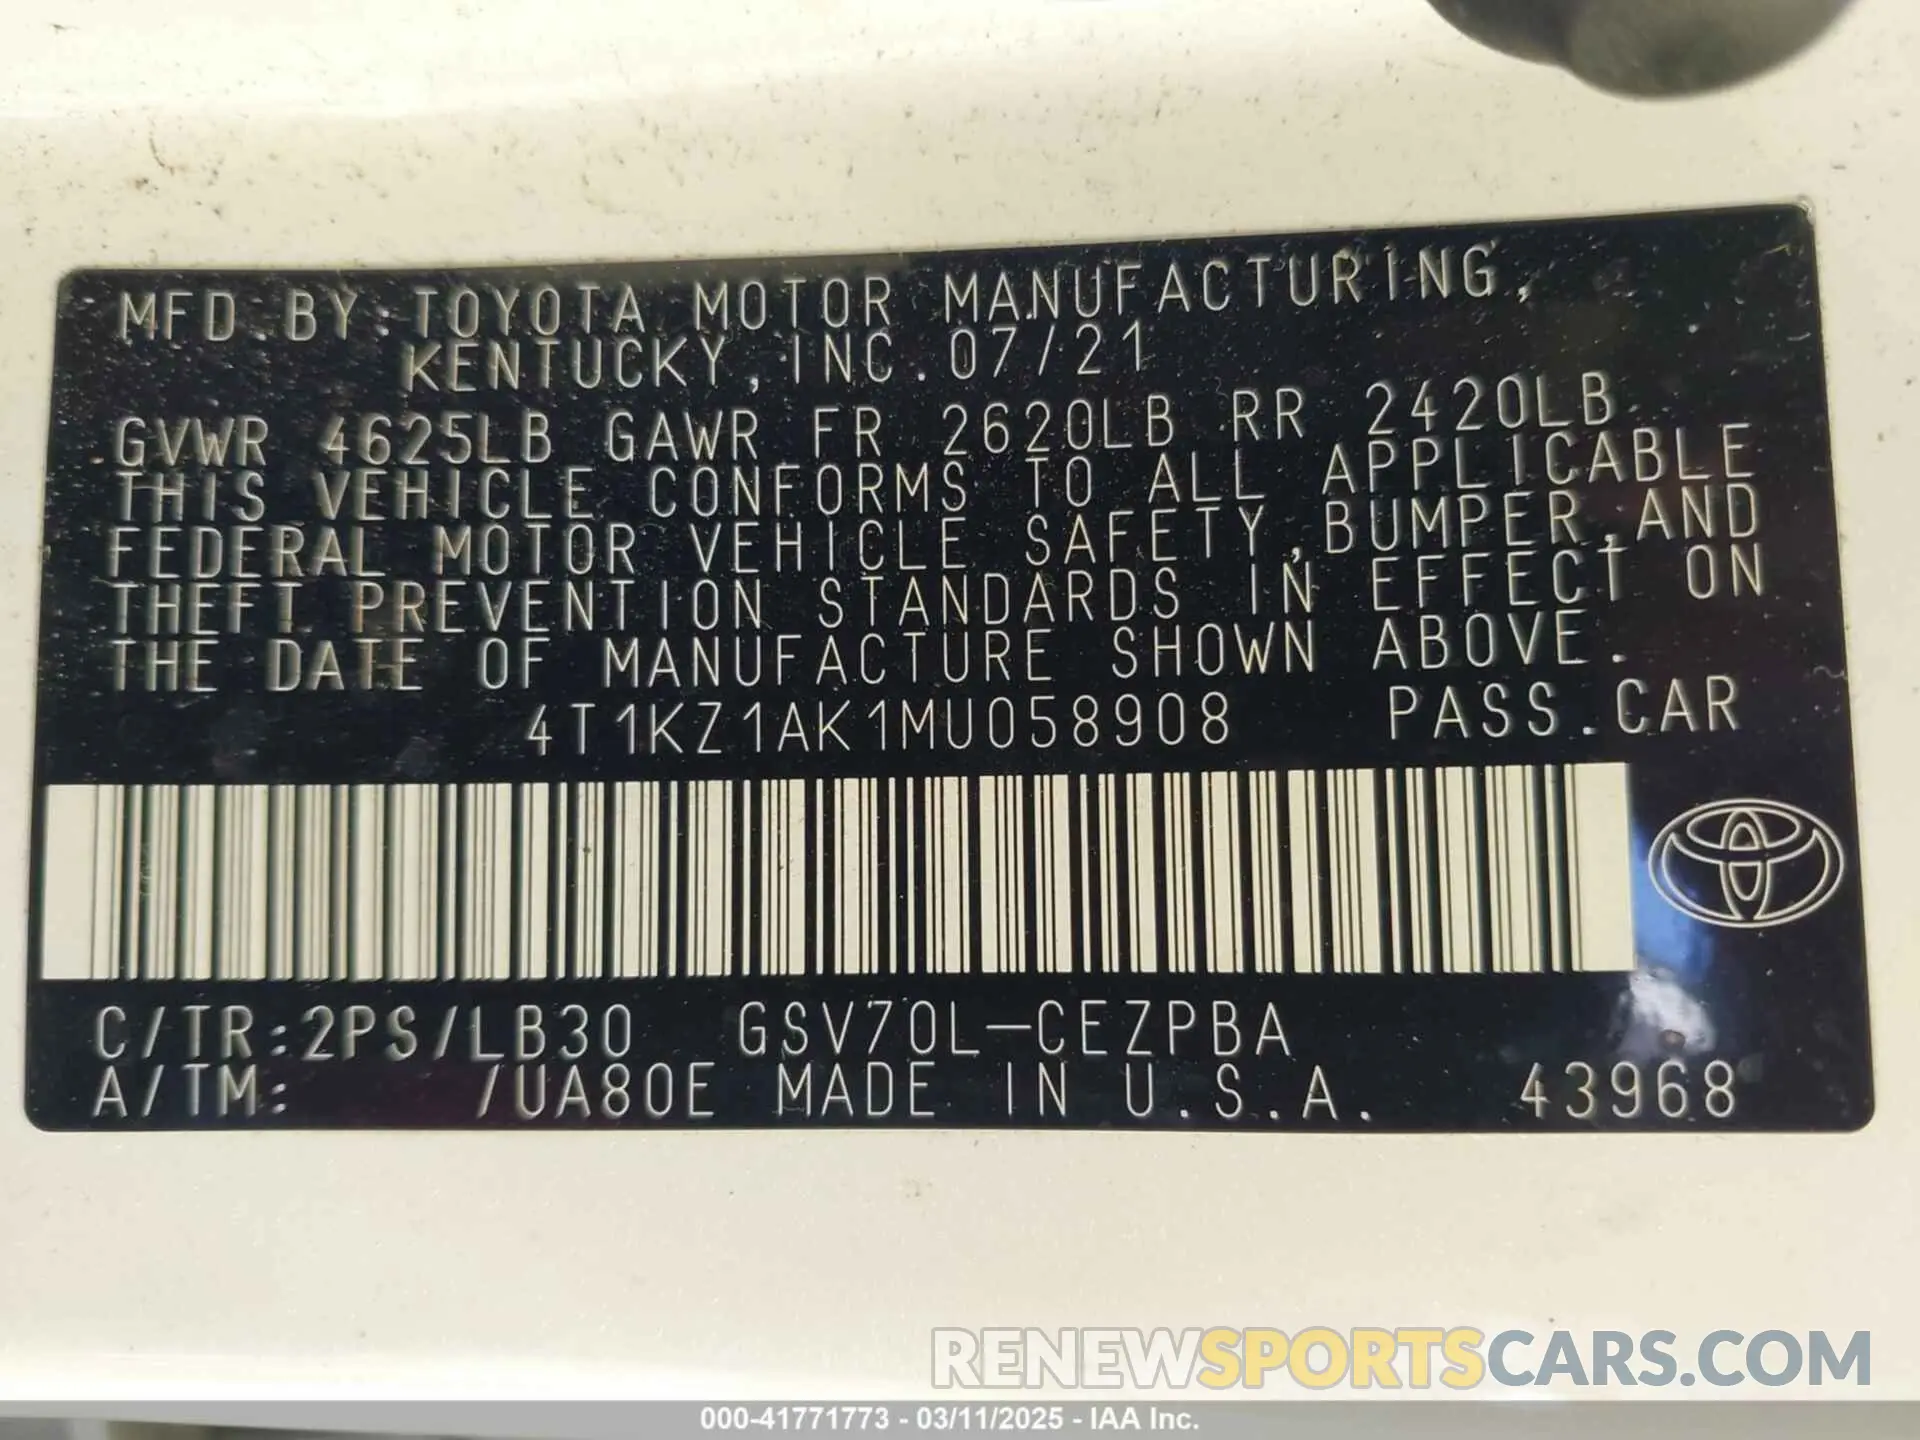 MFD.BY:TOYOTA MOTOR MANUFACTURING,
KENTUCKY,INC.07/21
GVWR 4625LB GAWR FR 2620LB RR 2420LB
THIS VEHICLE CONFORMS TO ALL APPLICABLE
FEDERAL MOTOR VEHICLE SAFETY,BUMPER,AND
THEFT PREVENTION STANDARDS IN EFFECT ON
THE DATE OF MANUFACTURE SHOWN ABOVE.
4T1KZ1AK1MU058908 PASS.CAR
C/TR:2PS/LB30 GSV70L-CEZPBA
A/TM: /UA80E MADE IN U.S.A. 43968
RENEWSPORTSCARS.COM
000-41771773 - 03/11/2025 - IAA Inc.